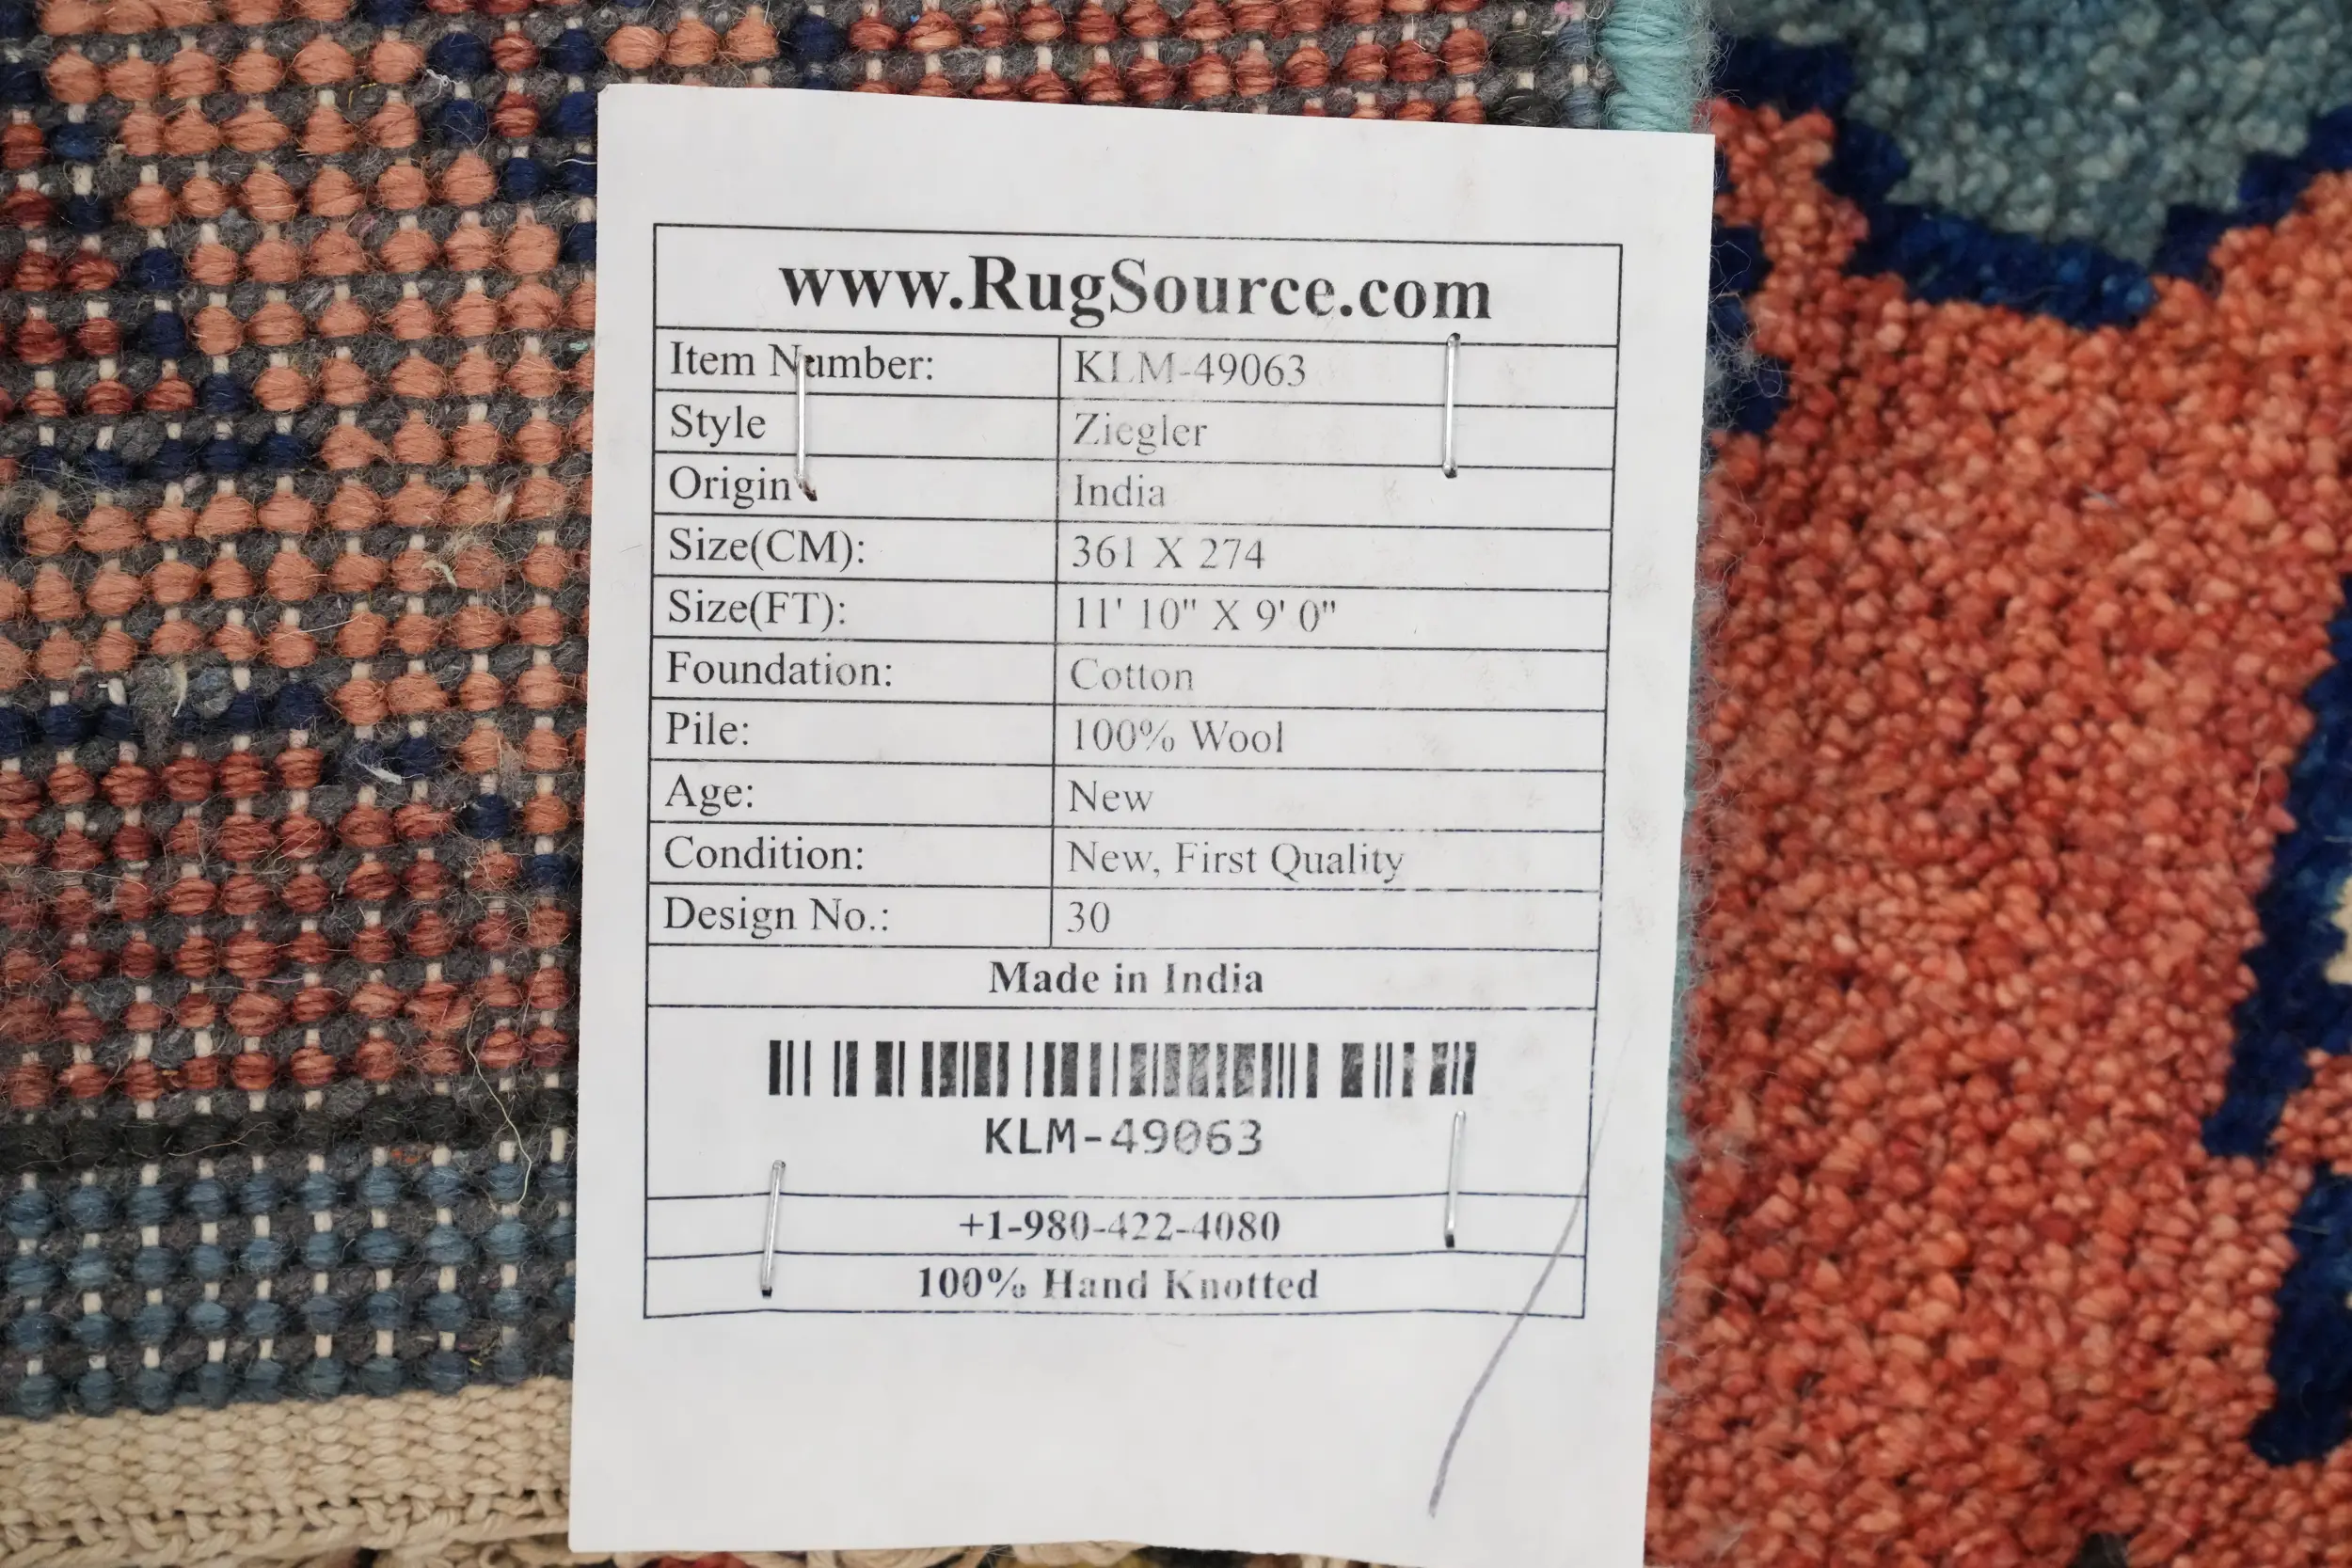 www.RugSource.com
Item Number: KLM-49063
Style Ziegler
Origin India
Size(CM): 361 X 274
Size(FT): 11' 10" X 9' 0"
Foundation: Cotton
Pile: 100% Wool
Age: New
Condition: New, First Quality
Design No.: 30
Made in India
KLM-49063
+1-980-422-4080
100% Hand Knotted